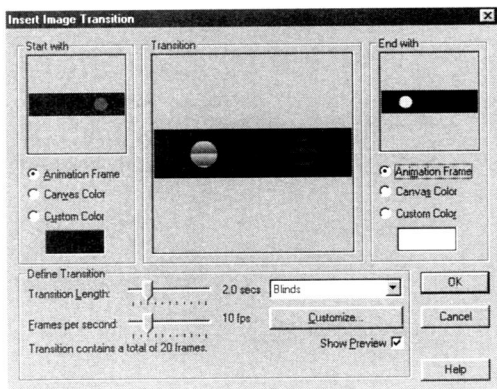 Insert Image Transition
Start with
Animation Frame
Canvas Color
Custom Color
Transition
End with
Animation Frame
Canvas Color
Custom Color
Define Transition
Transition Length: 2.0 secs Blinds
Frames per second: 10 fps Customize...
Transition contains a total of 20 frames.
Show Preview
OK
Cancel
Help